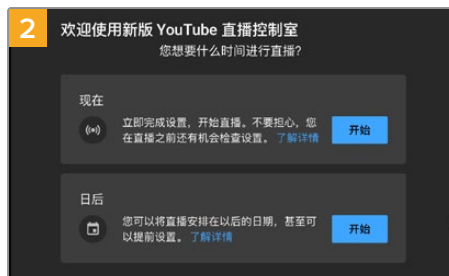 2
欢迎使用新版 YouTube 直播控制室
您想要什么时间进行直播?
现在
立即完成设置，开始直播。不要担心，您
在直播之前还有机会检查设置。 了解详情
开始
日后
您可以将直播安排在以后的日期，甚至可
以提前设置。 了解详情
开始